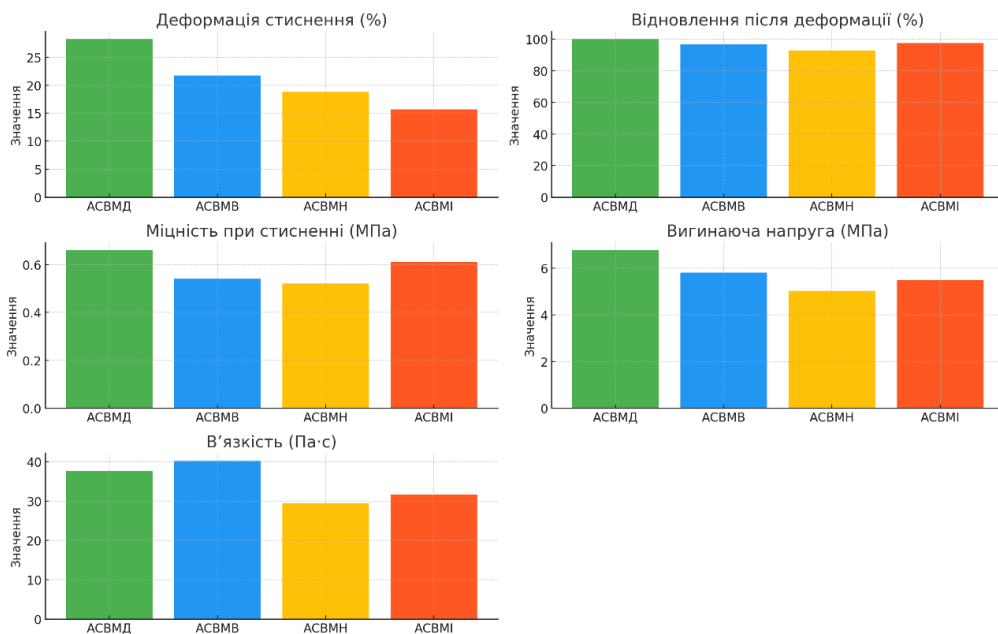 Деформація стиснення (%)
Значення
25
20
15
10
5
0
АСВМД АСВМВ АСВМН АСВМІ
Відновлення після деформації (%)
Значення
100
80
60
40
20
0
АСВМД АСВМВ АСВМН АСВМІ
Міцність при стисненні (МПа)
Значення
0.6
0.4
0.2
0.0
АСВМД АСВМВ АСВМН АСВМІ
Вигинаюча напруга (МПа)
Значення
6
4
2
0
АСВМД АСВМВ АСВМН АСВМІ
В’язкість (Па·с)
Значення
40
30
20
10
0
АСВМД АСВМВ АСВМН АСВМІ